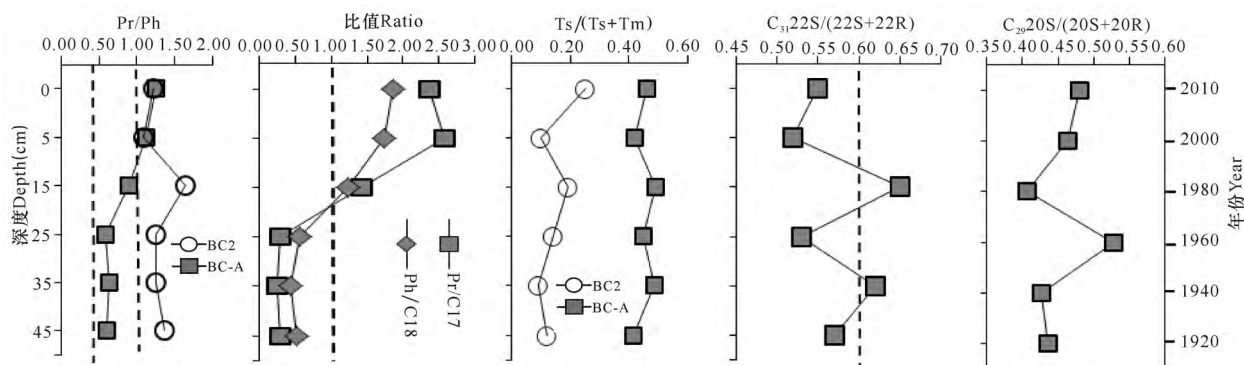 Pr/Ph
0.00 0.50 1.00 1.50 2.00
深度Depth(cm)
0
5
15
25
35
45
BC2
BC-A
比值Ratio
0.00 0.50 1.00 1.50 2.00 2.50 3.00
Ph/C18
Pr/C17
Ts/(Ts+Tm)
0.00 0.20 0.40 0.60
BC2
BC-A
C₃₁22S/(22S+22R)
0.45 0.50 0.55 0.60 0.65 0.70
C₂₉20S/(20S+20R)
0.35 0.40 0.45 0.50 0.55 0.60
2010
2000
1980
1960
1940
1920
年份Year